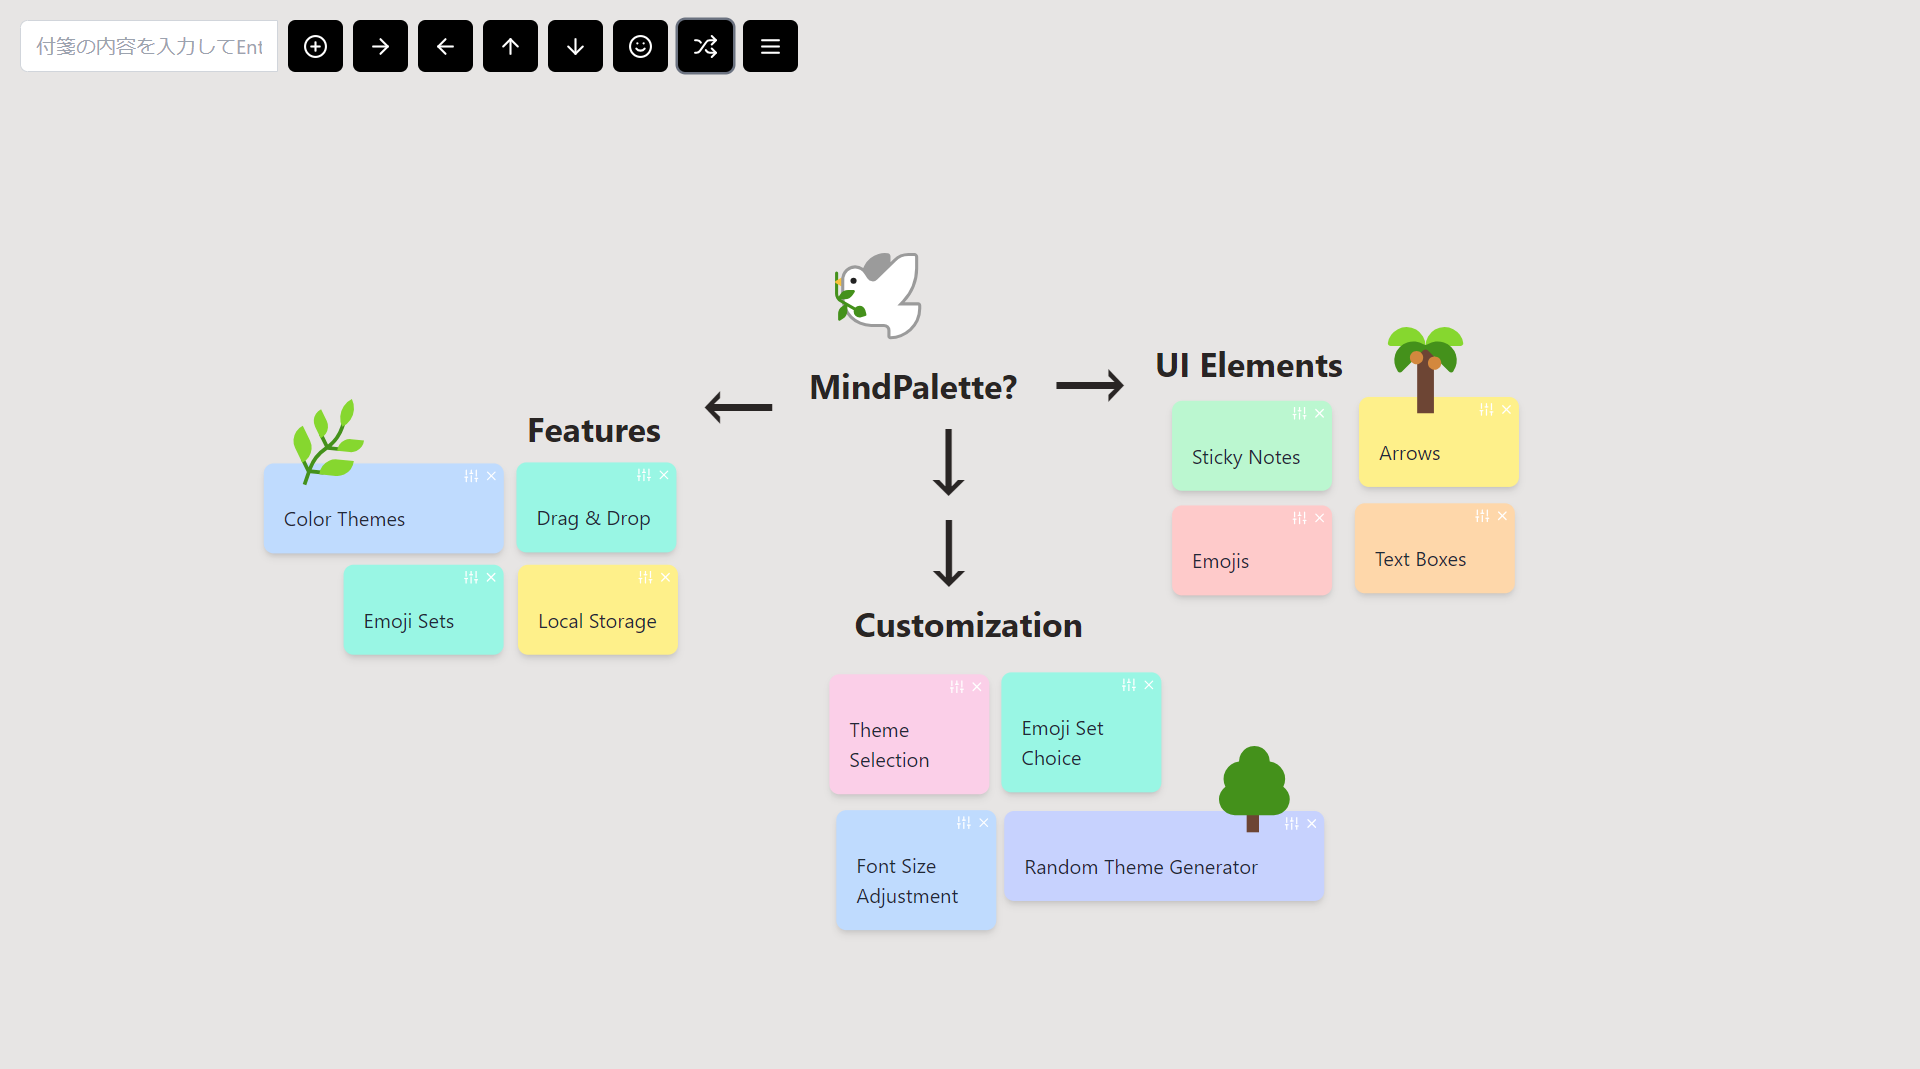 付箋の内容を入力してEnt
MindPalette?
Features
Color Themes
Drag & Drop
Emoji Sets
Local Storage
UI Elements
Sticky Notes
Arrows
Emojis
Text Boxes
Customization
Theme
Selection
Emoji Set
Choice
Font Size
Adjustment
Random Theme Generator